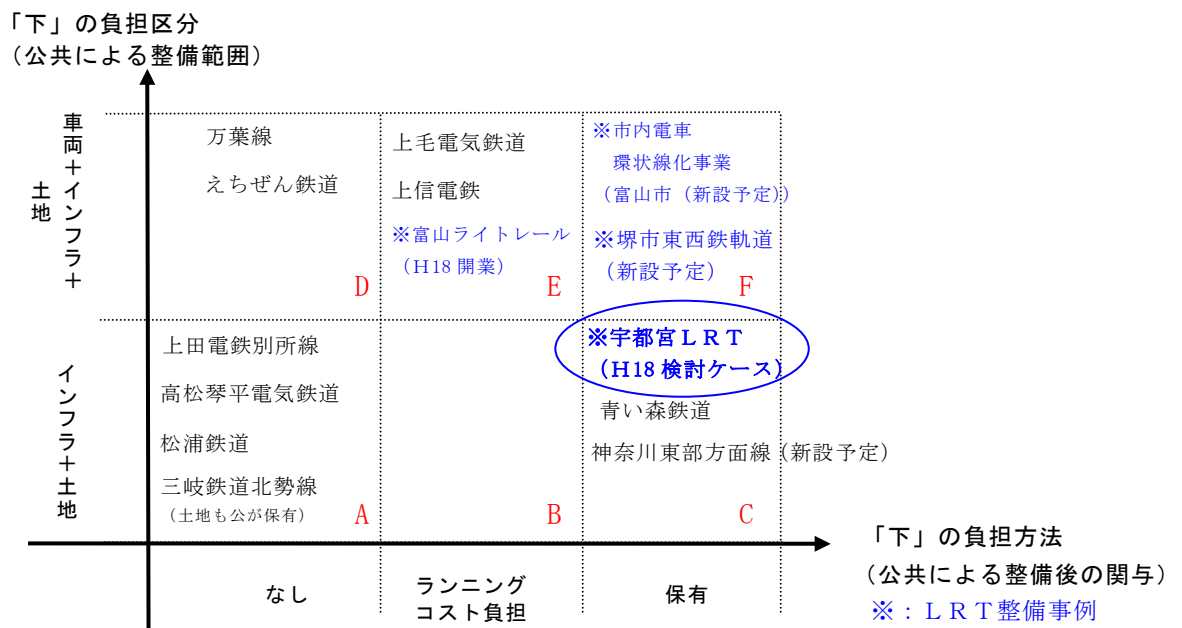 「下」の負担区分
（公共による整備範囲）
車両＋インフラ＋
土地
万葉線
えちぜん鉄道
D
上毛電気鉄道
上信電鉄
※富山ライトレール
（H18 開業）
E
※市内電車
環状線化事業
（富山市（新設予定））
※堺市東西鉄軌道
（新設予定）
F
インフラ＋土地
上田電鉄別所線
高松琴平電気鉄道
松浦鉄道
三岐鉄道北勢線
（土地も公が保有）
A
B
※宇都宮ＬＲＴ
（H18 検討ケース）
青い森鉄道
神奈川東部方面線（新設予定）
C
なし
ランニング
コスト負担
保有
「下」の負担方法
（公共による整備後の関与）
※：ＬＲＴ整備事例